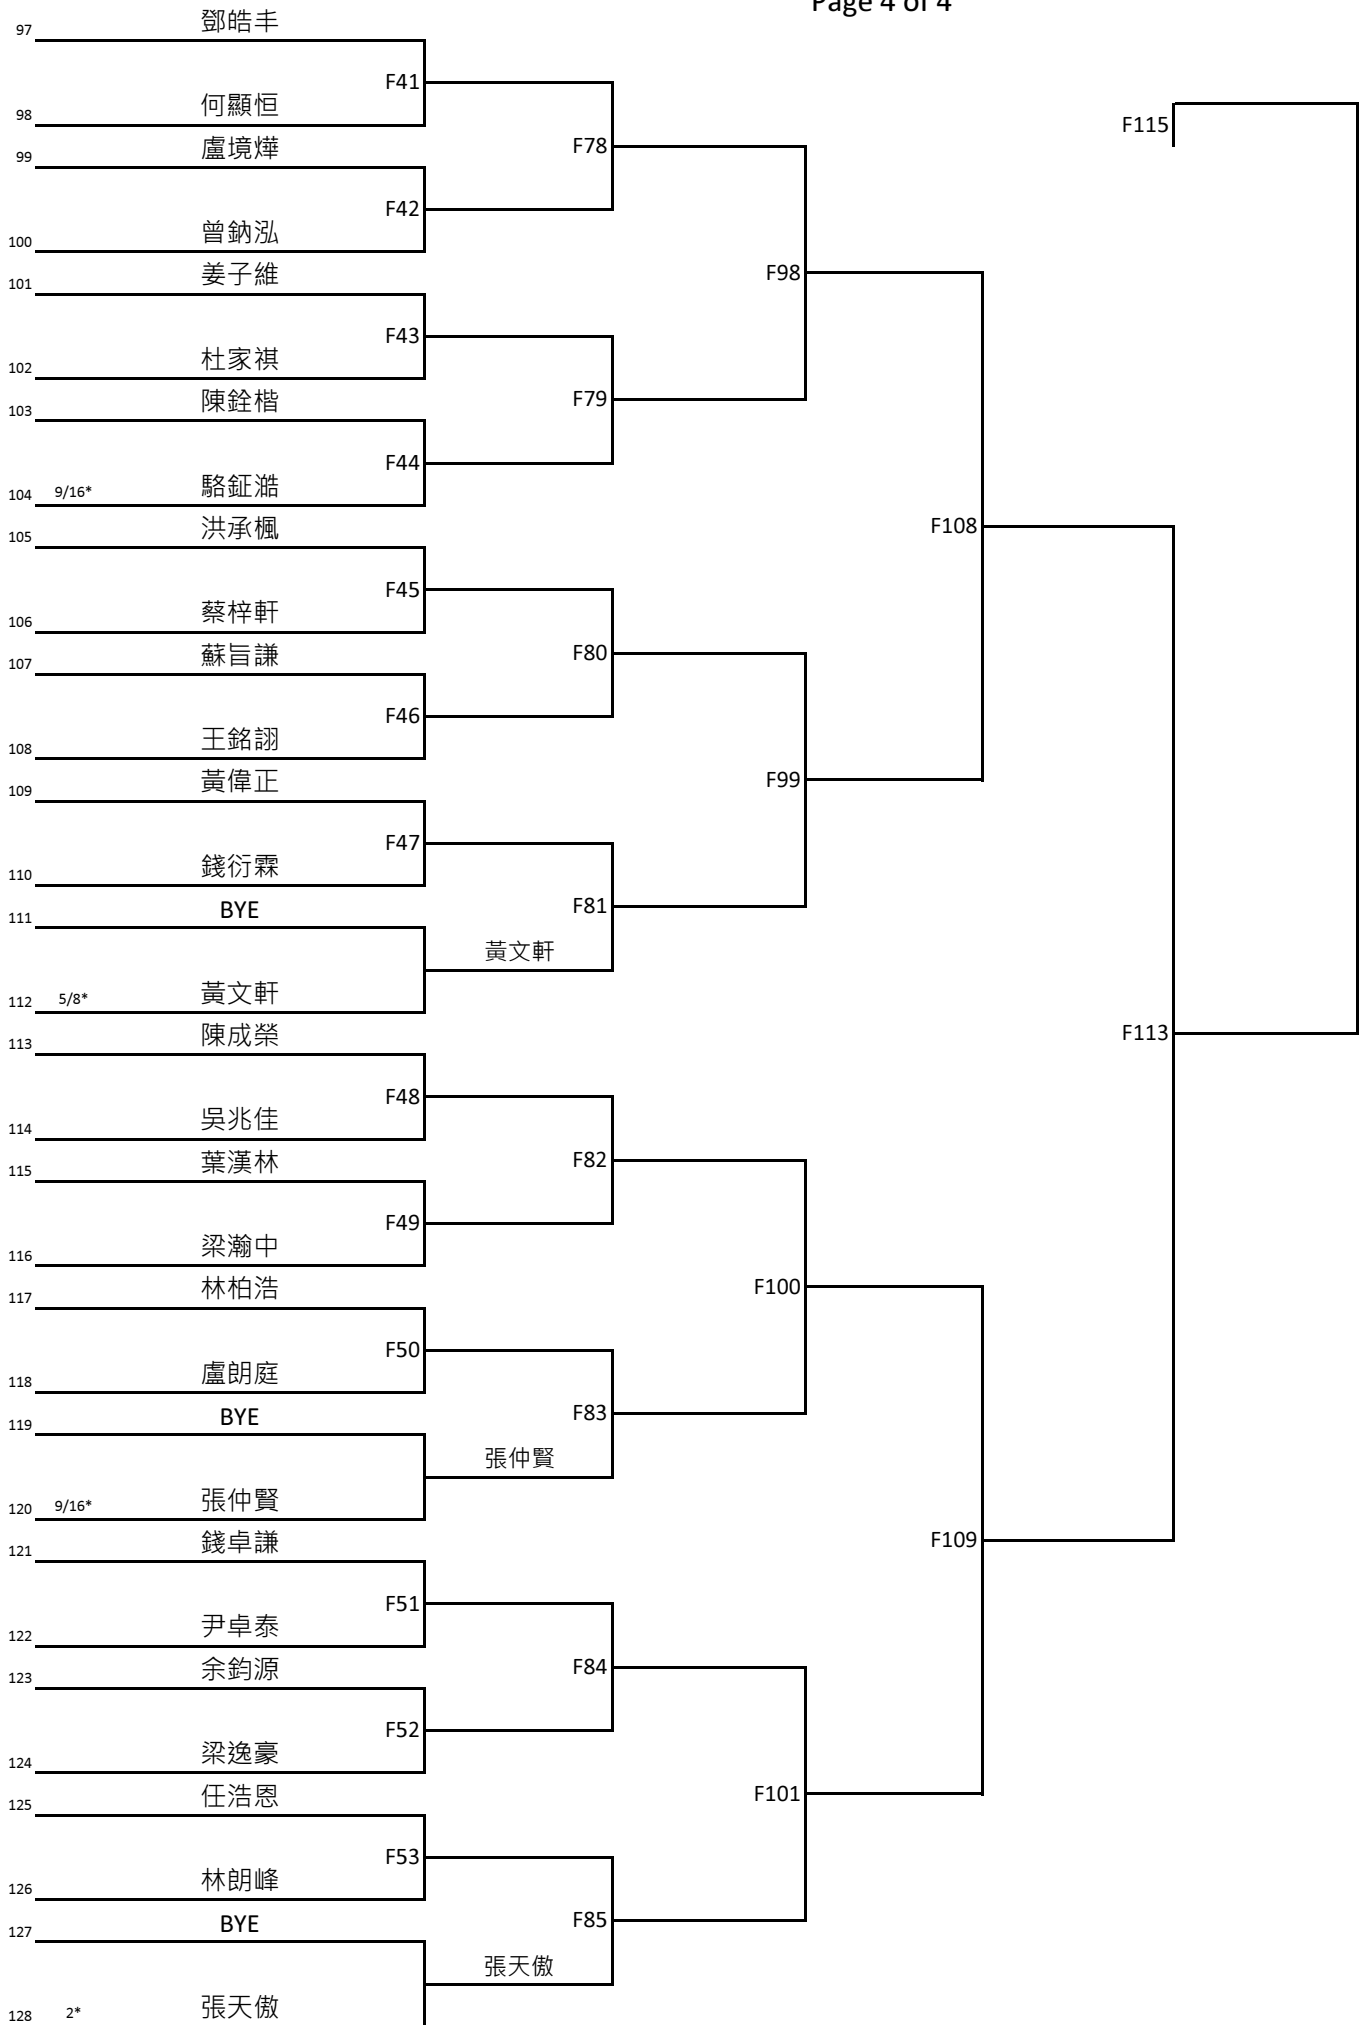 Page 4 of 4
97 鄧皓丰
F41
98 何顯恒
F78
99 盧境燁
F42
100 曾鈉泓
F98
101 姜子維
F43
102 杜家祺
F79
103 陳銓楷
F44
104 9/16* 駱鉦澔
F108
105 洪承楓
F45
106 蔡梓軒
F80
107 蘇旨謙
F46
108 王銘詡
F99
109 黃偉正
F47
110 錢衍霖
F81
111 BYE
黃文軒
112 5/8* 黃文軒
F115
F113
113 陳成榮
F48
114 吳兆佳
F82
115 葉漢林
F49
116 梁瀚中
F100
117 林柏浩
F50
118 盧朗庭
F83
119 BYE
張仲賢
120 9/16* 張仲賢
F109
121 錢卓謙
F51
122 尹卓泰
F84
123 余鈞源
F52
124 梁逸豪
F101
125 任浩恩
F53
126 林朗峰
F85
127 BYE
張天傲
128 2* 張天傲